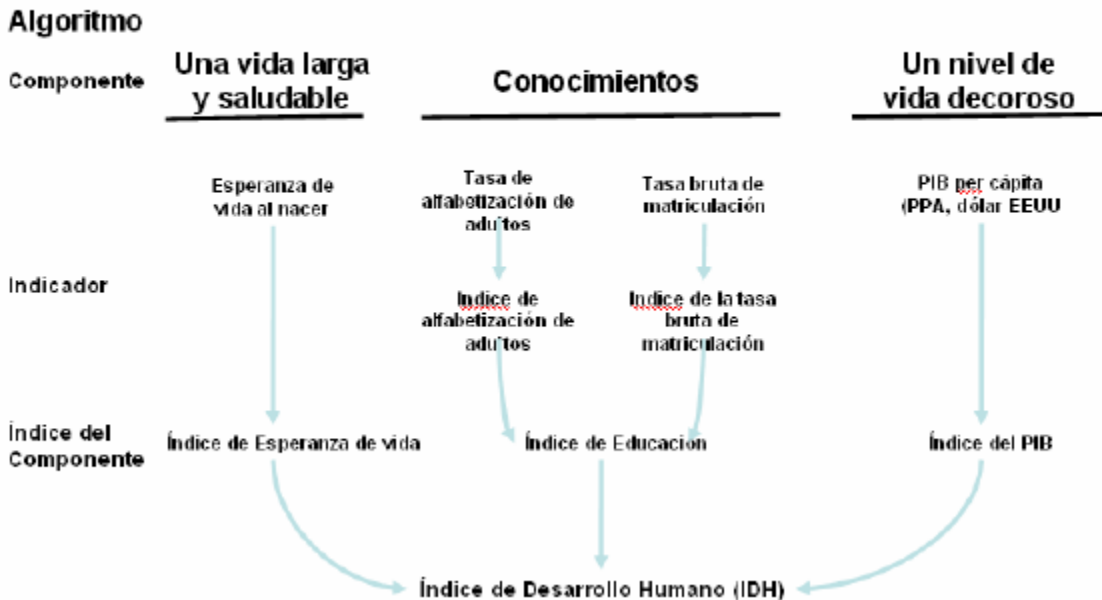 Algoritmo
Componente
Una vida larga
y saludable
Conocimientos
Un nivel de
vida decoroso
Esperanza de
vida al nacer
Tasa de
alfabetización de
adultos
Tasa bruta de
matriculación
PIB per cápita
(PPA, dólar EEUU
Indicador
Indice de
alfabetización de
adultos
Indice de la tasa
bruta de
matriculación
Índice del
Componente
Índice de Esperanza de vida
Índice de Educación
Índice del PIB
Índice de Desarrollo Humano (IDH)